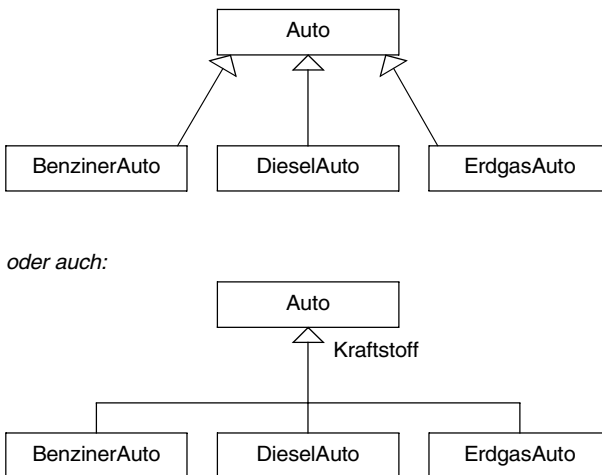 Auto
BenzinerAuto DieselAuto ErdgasAuto
oder auch:
Auto
Kraftstoff
BenzinerAuto DieselAuto ErdgasAuto